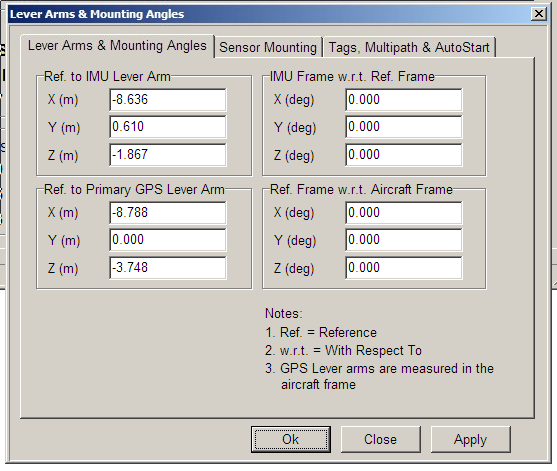 Lever Arms & Mounting Angles
Lever Arms & Mounting Angles
Sensor Mounting
Tags, Multipath & AutoStart
Ref. to IMU Lever Arm
X (m)
-8.636
Y (m)
0.610
Z (m)
-1.867
IMU Frame w.r.t. Ref. Frame
X (deg)
0.000
Y (deg)
0.000
Z (deg)
0.000
Ref. to Primary GPS Lever Arm
X (m)
-8.788
Y (m)
0.000
Z (m)
-3.748
Ref. Frame w.r.t. Aircraft Frame
X (deg)
0.000
Y (deg)
0.000
Z (deg)
0.000
Notes:
1. Ref. = Reference
2. w.r.t. = With Respect To
3. GPS Lever arms are measured in the
aircraft frame
Ok
Close
Apply